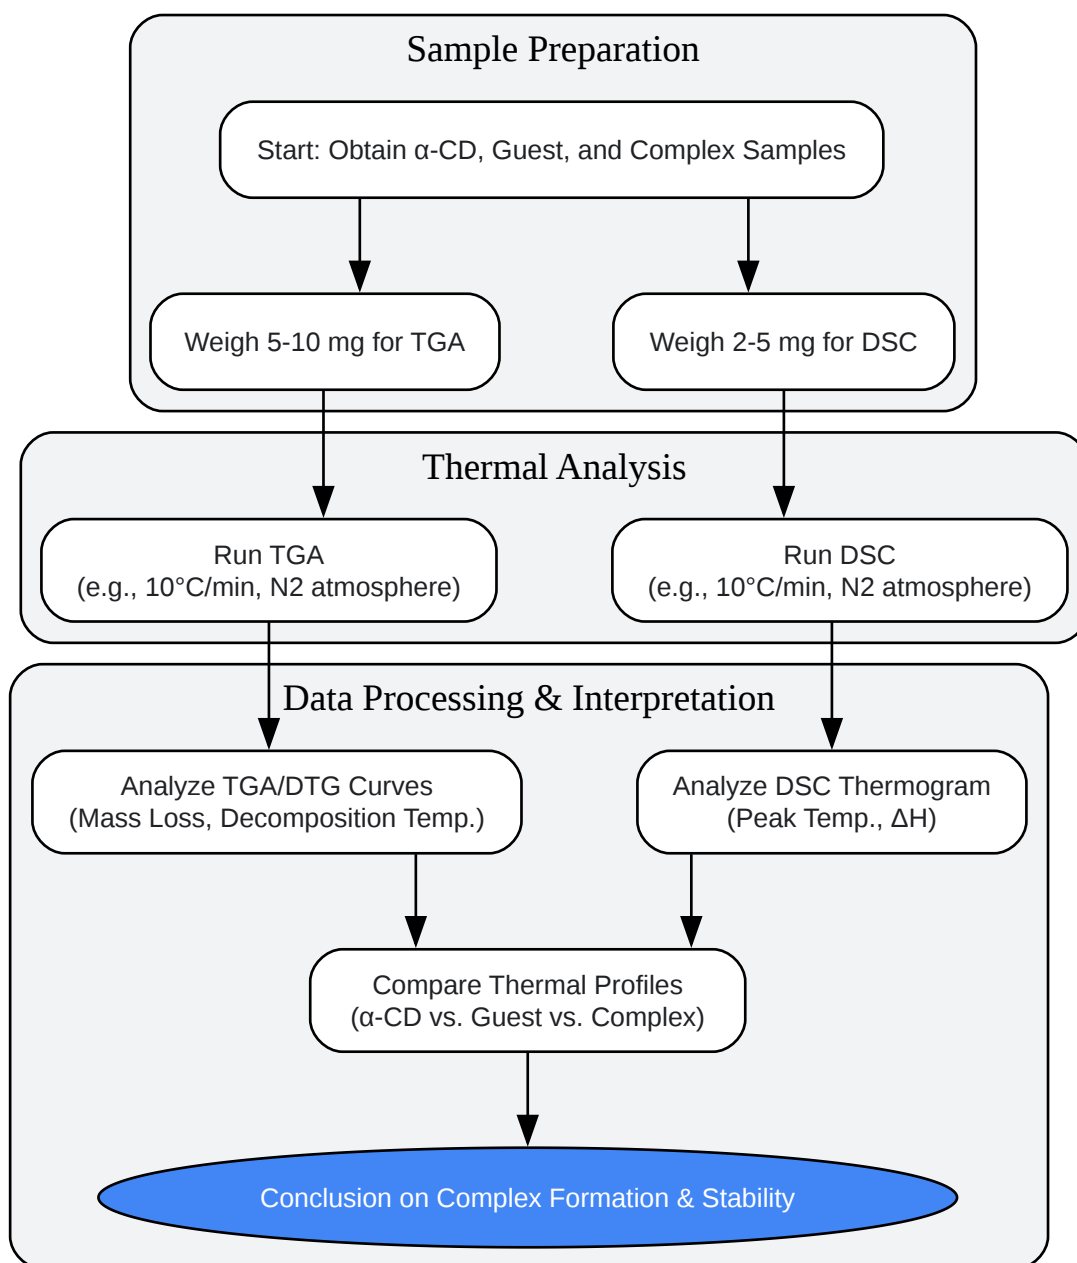 Sample Preparation
Start: Obtain α-CD, Guest, and Complex Samples
Weigh 5-10 mg for TGA
Weigh 2-5 mg for DSC
Thermal Analysis
Run TGA
(e.g., 10°C/min, N2 atmosphere)
Run DSC
(e.g., 10°C/min, N2 atmosphere)
Data Processing & Interpretation
Analyze TGA/DTG Curves
(Mass Loss, Decomposition Temp.)
Analyze DSC Thermogram
(Peak Temp., ΔH)
Compare Thermal Profiles
(α-CD vs. Guest vs. Complex)
Conclusion on Complex Formation & Stability